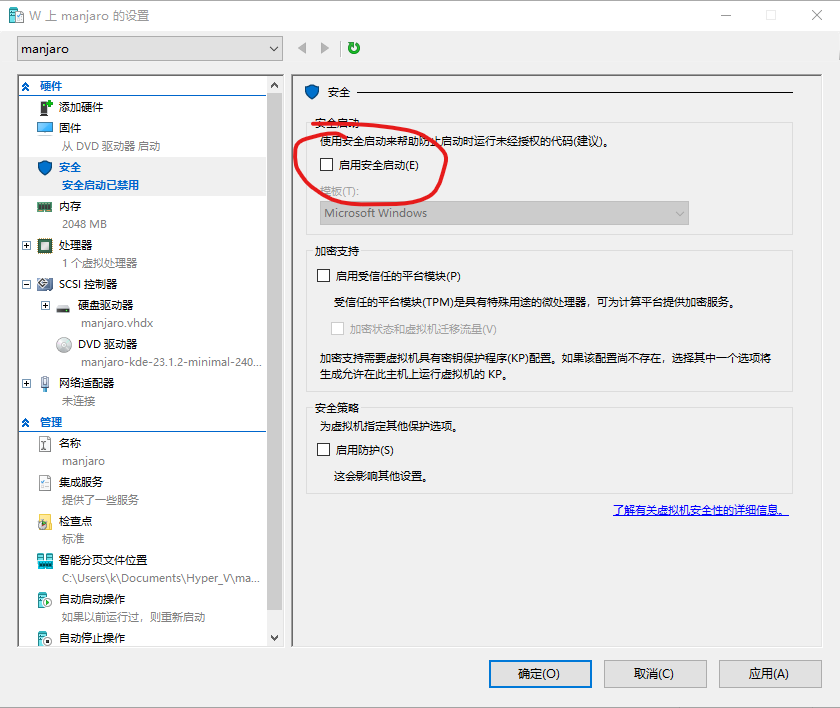 W 上 manjaro 的设置
manjaro
硬件
添加硬件
固件
从 DVD 驱动器 启动
安全
安全启动已禁用
内存
2048 MB
处理器
1 个虚拟处理器
SCSI 控制器
硬盘驱动器
manjaro.vhdx
DVD 驱动器
manjaro-kde-23.1.2-minimal-240...
网络适配器
未连接
管理
名称
manjaro
集成服务
提供了一些服务
检查点
标准
智能分页文件位置
C:\Users\k\Documents\Hyper_V\ma...
自动启动操作
如果以前运行过，则重新启动
自动停止操作
安全
安全启动
使用安全启动来帮助防止启动时运行未经授权的代码(建议)。
启用安全启动(E)
模板(T):
Microsoft Windows
加密支持
启用受信任的平台模块(P)
受信任的平台模块(TPM)是具有特殊用途的微处理器，可为计算平台提供加密服务。
加密状态和虚拟机迁移流量(V)
加密支持需要虚拟机具有密钥保护程序(KP)配置。如果该配置尚不存在，选择其中一个选项将
生成允许在此主机上运行虚拟机的 KP。
安全策略
为虚拟机指定其他保护选项。
启用防护(S)
这会影响其他设置。
了解有关虚拟机安全性的详细信息。
确定(O)
取消(C)
应用(A)